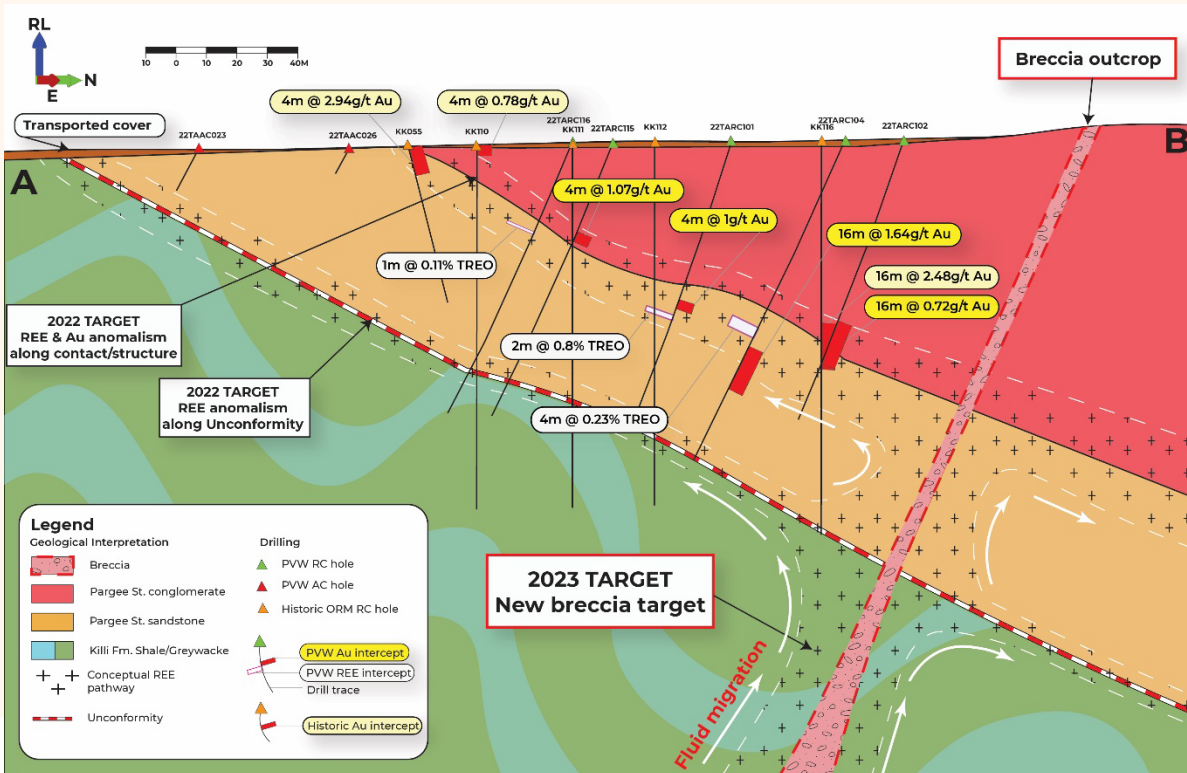 RL
N
E
10 0 10 20 30 40M
Breccia outcrop
4m @ 2.94g/t Au
4m @ 0.78g/t Au
Transported cover
22TAAC023
22TAAC026
KK055
KK110
22TARC116
KK111
22TARC115
KK112
22TARC101
22TARC104
KK116
22TARC102
A
B
4m @ 1.07g/t Au
4m @ 1g/t Au
16m @ 1.64g/t Au
1m @ 0.11% TREO
16m @ 2.48g/t Au
16m @ 0.72g/t Au
2022 TARGET
REE & Au anomalism
along contact/structure
2m @ 0.8% TREO
2022 TARGET
REE anomalism
along Unconformity
4m @ 0.23% TREO
2023 TARGET
New breccia target
Fluid migration
Legend
Geological Interpretation
Breccia
Pargee St. conglomerate
Pargee St. sandstone
Killi Fm. Shale/Greywacke
Conceptual REE
pathway
Unconformity
Drilling
PVW RC hole
PVW AC hole
Historic ORM RC hole
PVW Au intercept
PVW REE intercept
Drill trace
Historic Au intercept